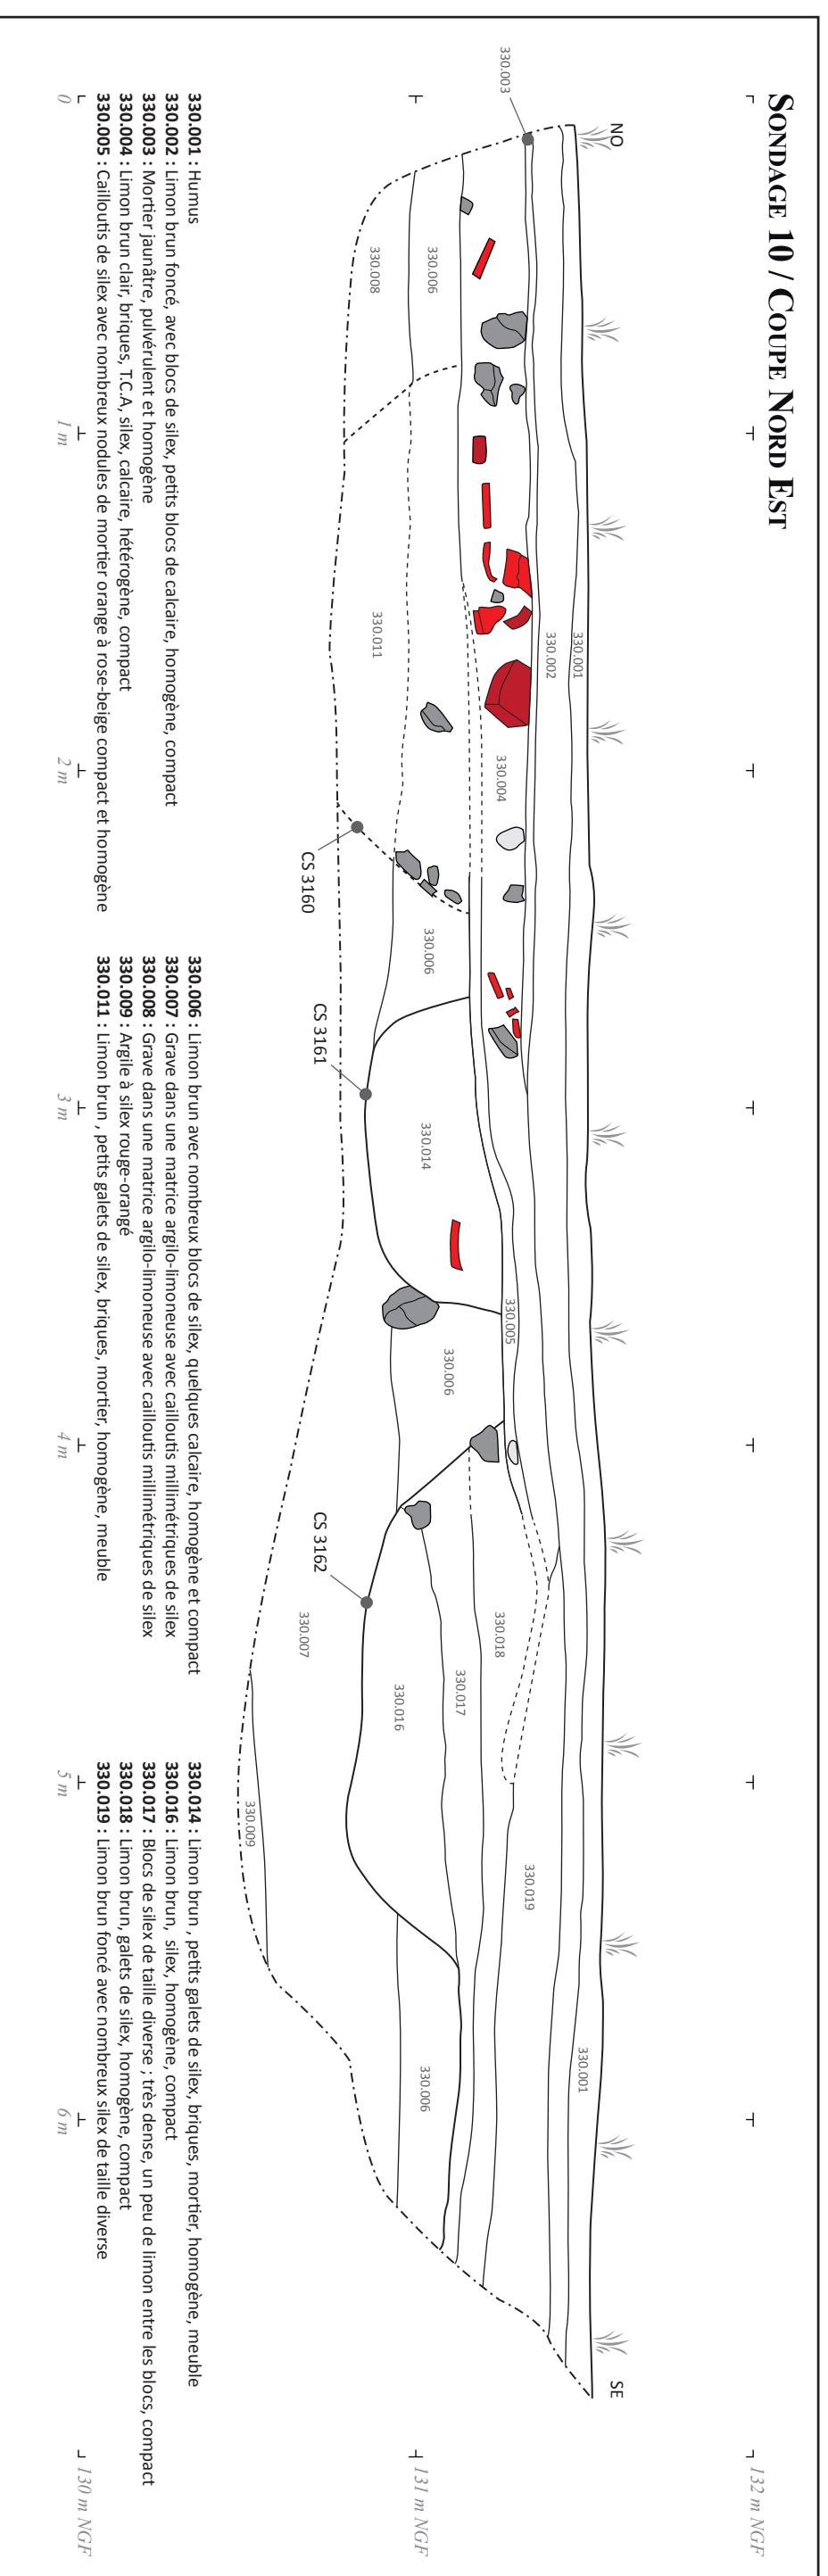 SONDAGE 10 / COUPE NORD EST
NO
SE
132 m NGF
131 m NGF
130 m NGF
330.003
330.001
330.001
330.002
330.004
330.005
330.006
330.006
330.006
330.006
330.008
330.011
330.014
330.018
330.017
330.016
330.019
330.007
330.009
CS 3160
CS 3161
CS 3162
0
1 m
2 m
3 m
4 m
5 m
6 m
330.001 : Humus
330.002 : Limon brun foncé, avec blocs de silex, petits blocs de calcaire, homogène, compact
330.003 : Mortier jaunâtre, pulvérulent et homogène
330.004 : Limon brun clair, briques, T.C.A, silex, calcaire, hétérogène, compact
330.005 : Cailloutis de silex avec nombreux nodules de mortier orange à rose-beige compact et homogène
330.006 : Limon brun avec nombreux blocs de silex, quelques calcaire, homogène et compact
330.007 : Grave dans une matrice argilo-limoneuse avec cailloutis millimétriques de silex
330.008 : Grave dans une matrice argilo-limoneuse avec cailloutis millimétriques de silex
330.009 : Argile à silex rouge-orangé
330.011 : Limon brun , petits galets de silex, briques, mortier, homogène, meuble
330.014 : Limon brun , petits galets de silex, briques, mortier, homogène, meuble
330.016 : Limon brun, silex, homogène, compact
330.017 : Blocs de silex de taille diverse ; très dense, un peu de limon entre les blocs, compact
330.018 : Limon brun, galets de silex, homogène, compact
330.019 : Limon brun foncé avec nombreux silex de taille diverse